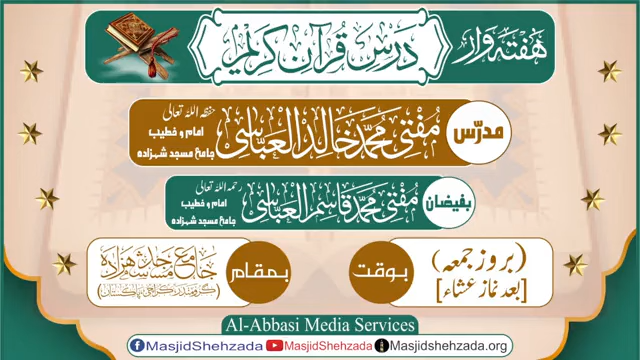 ہفتہ وار درسِ قرآنِ کریم
مدرّس
مفتی محمد خالد العباسی
حفظہ اللہ تعالی
امام و خطیب
جامع مسجد شہزادہ
بفیضان
مفتی محمد قاسم العباسی
رحمہ اللہ تعالی
امام و خطیب
جامع مسجد شہزادہ
(بروز جمعہ)
[بعد نماز عشاء]
بوقت
بمقام
جامع مسجد شہزادہ
Al-Abbasi Media Services
MasjidShehzada
MasjidShehzada
Masjidshehzada.org